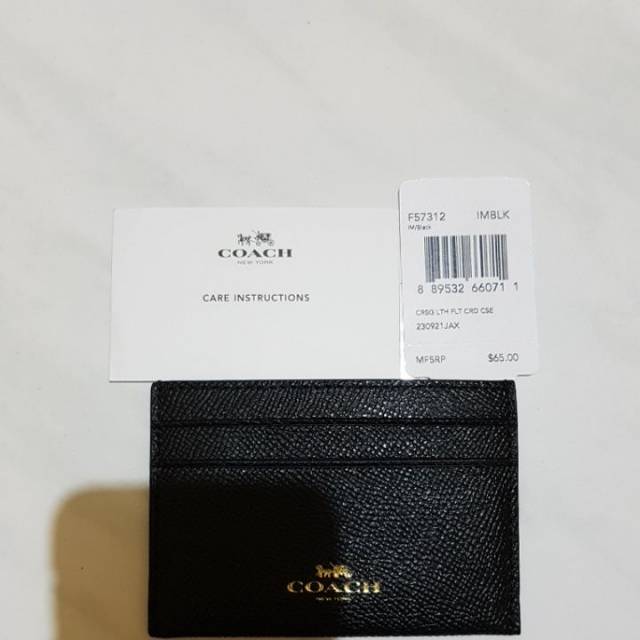 COACH
NEW YORK
CARE INSTRUCTIONS
F57312 IMBLK
IM/Black
8 89532 66071 1
CRSG LTH FLT CRD CSE
230921JAX
MFSRP $65.00
COACH
NEW YORK